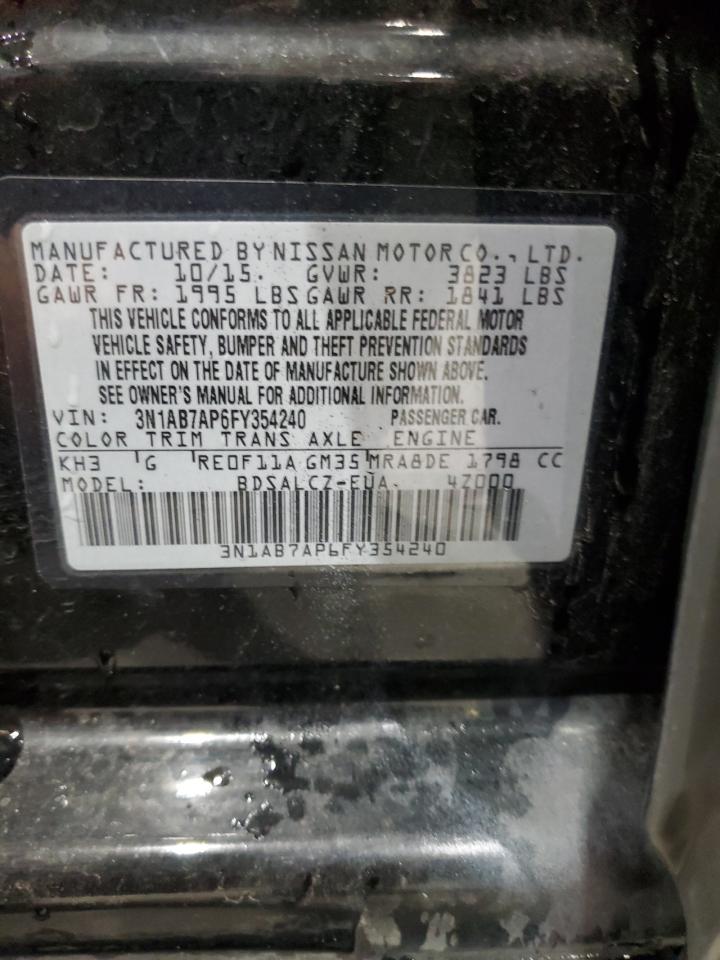 MANUFACTURED BY NISSAN MOTOR CO., LTD.
DATE: 10/15. GVWR: 3823 LBS
GAWR FR: 1995 LBS GAWR RR: 1841 LBS
THIS VEHICLE CONFORMS TO ALL APPLICABLE FEDERAL MOTOR
VEHICLE SAFETY, BUMPER AND THEFT PREVENTION STANDARDS
IN EFFECT ON THE DATE OF MANUFACTURE SHOWN ABOVE.
SEE OWNER'S MANUAL FOR ADDITIONAL INFORMATION.
VIN: 3N1AB7AP6FY354240 PASSENGER CAR.
COLOR TRIM TRANS AXLE ENGINE
KH3 G RE0F11A GM35 MRA8DE 1798 CC
MODEL: BDSALCZ-EUA- 4Z000
3N1AB7AP6FY354240